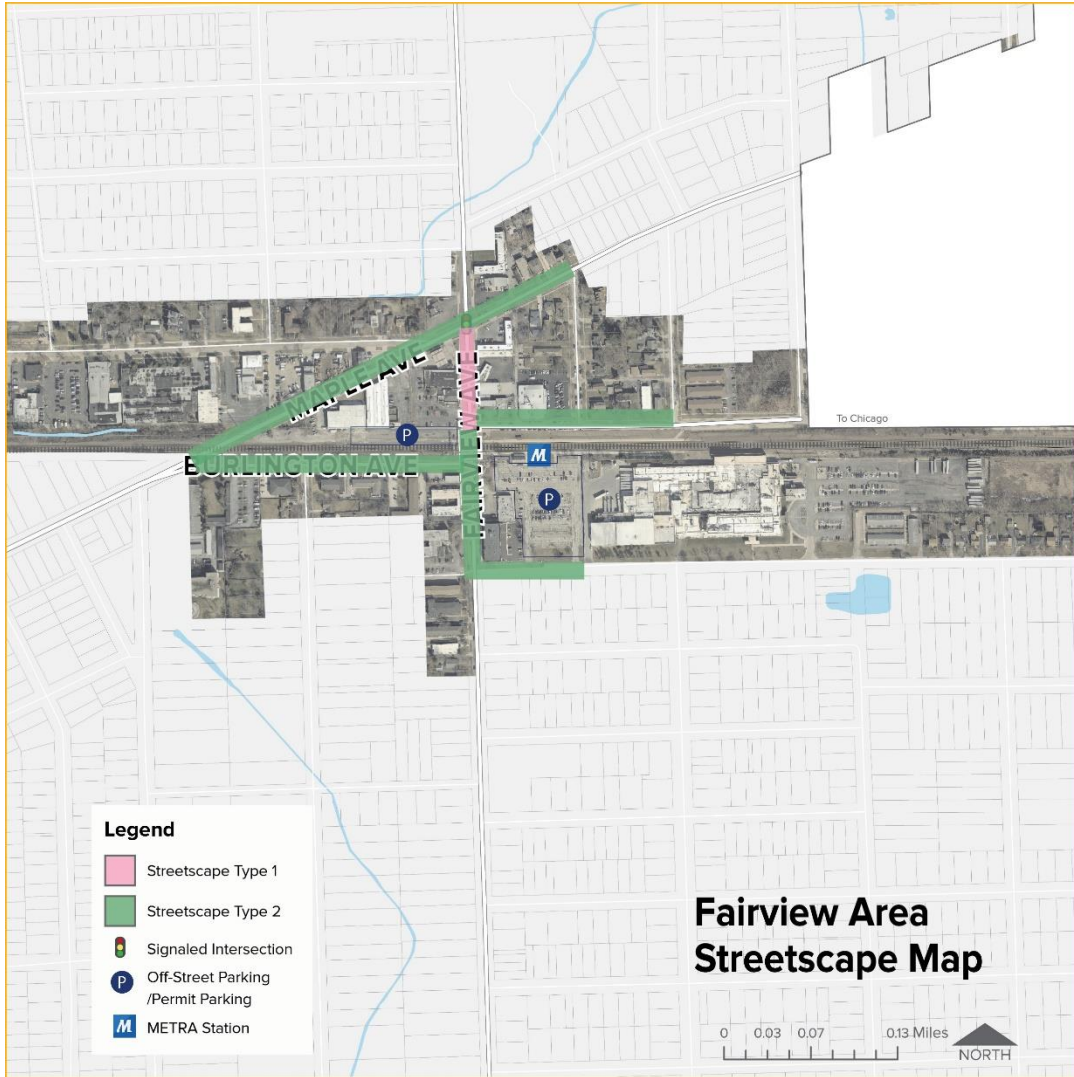 MAPLE AVE
FAIRVIEW AVE
To Chicago
P
M
BURLINGTON AVE
P
Legend
Streetscape Type 1
Streetscape Type 2
Signaled Intersection
P
Off-Street Parking
/Permit Parking
M
METRA Station
Fairview Area
Streetscape Map
0 0.03 0.07 0.13 Miles
NORTH